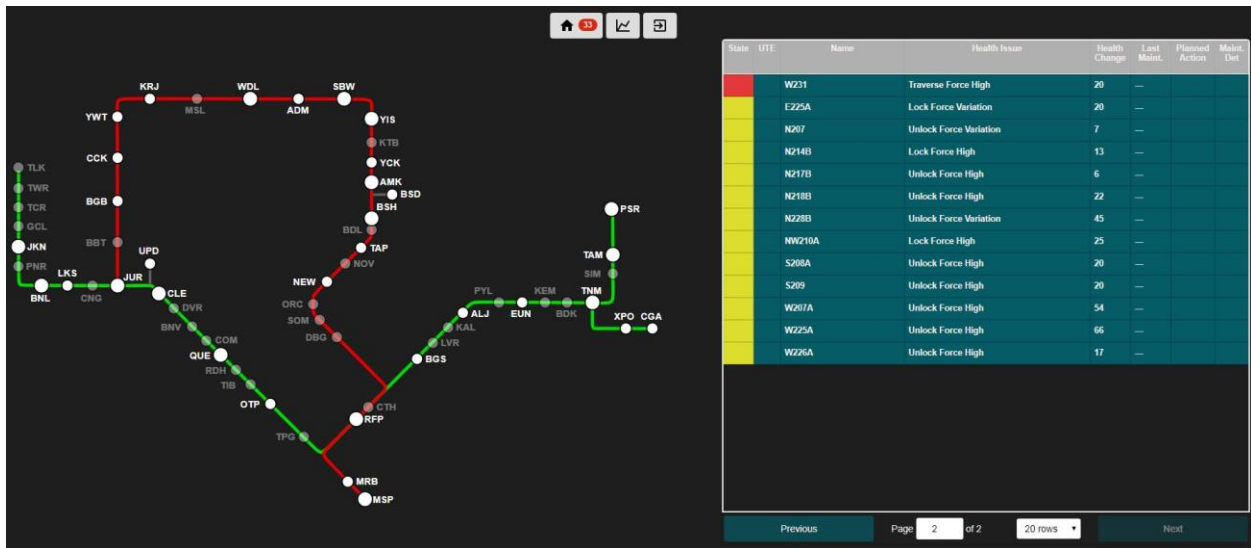 33
State UTE Name Health Issue Health Change Last Maint. Planned Action Maint. Det
W231 Traverse Force High 20 —
E225A Lock Force Variation 20 —
N207 Unlock Force Variation 7 —
N214B Lock Force High 13 —
N217B Unlock Force High 6 —
N218B Unlock Force High 22 —
N228B Unlock Force Variation 45 —
NW210A Lock Force High 25 —
S208A Unlock Force High 20 —
S209 Unlock Force High 20 —
W207A Unlock Force High 54 —
W225A Unlock Force High 66 —
W226A Unlock Force High 17 —
Previous Page 2 of 2 20 rows Next
KRJ
MSL
WDL
ADM
SBW
YWT
YIS
KTB
CCK
YCK
TLK
AMK
TWR
BSD
BGB
BSH
TCR
PSR
GCL
BDL
BBT
JKN
UPD
TAP
TAM
PNR
NOV
LKS
SIM
JUR
NEW
BNL
CNG
CLE
PYL
KEM
TNM
DVR
ORC
ALJ
EUN
BDK
XPO CGA
BNV
SOM
KAL
COM
DBG
LVR
QUE
BGS
RDH
TIB
OTP
CTH
RFP
TPG
MRB
MSP